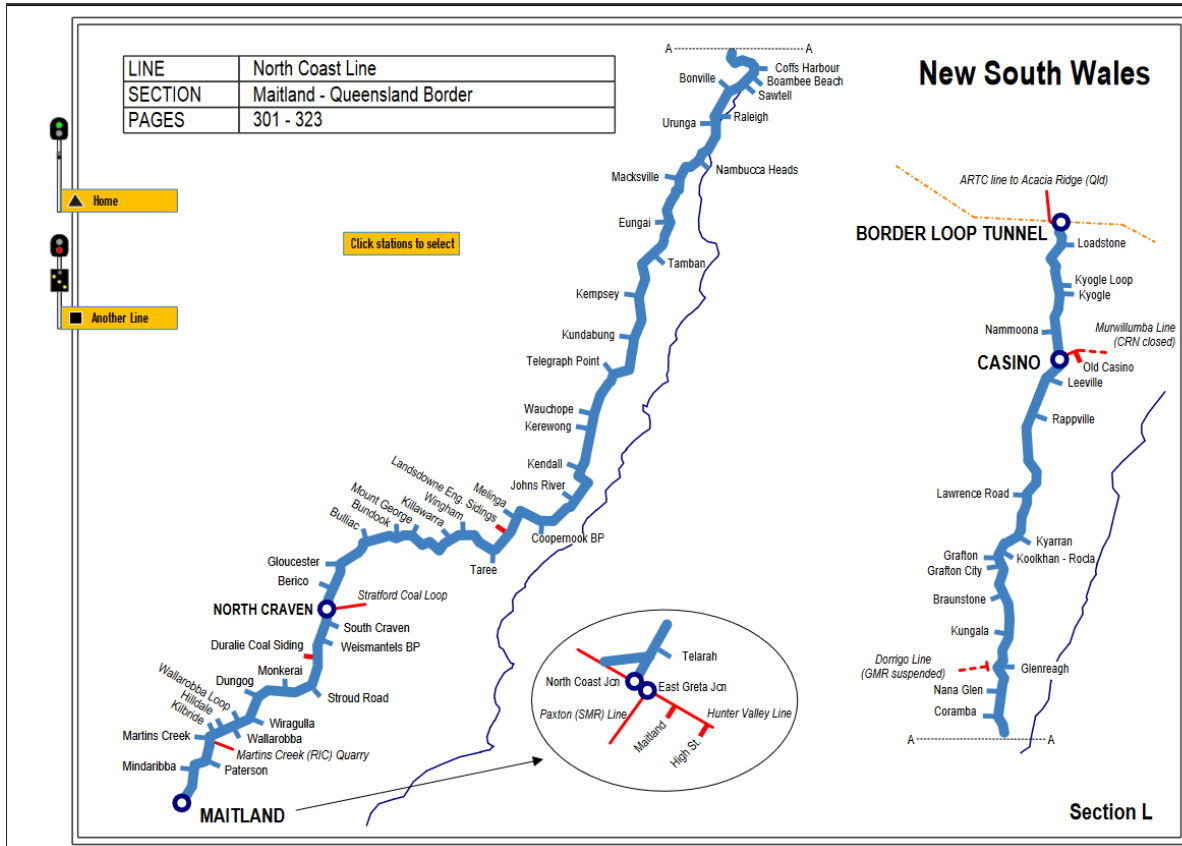 LINE North Coast Line
SECTION Maitland - Queensland Border
PAGES 301 - 323
New South Wales
Home
Another Line
Click stations to select
A A
Coffs Harbour
Boambee Beach
Sawtell
Bonville
Raleigh
Urunga
Nambucca Heads
Macksville
Eungai
Tamban
Kempsey
Kundabung
Telegraph Point
Wauchope
Kerewong
Kendall
Johns River
Melinga
Landsdowne Eng. Sidings
Coopernook BP
Taree
Wingham
Killawarra
Mount George
Bundook
Bulliac
Gloucester
Berico
NORTH CRAVEN
Stratford Coal Loop
South Craven
Weismantels BP
Duralie Coal Siding
Monkerai
Stroud Road
Dungog
Wiragulla
Wallarobba Loop
Wallarobba
Hilldale
Kilbride
Martins Creek
Martins Creek (RIC) Quarry
Paterson
Mindaribba
MAITLAND
Telarah
North Coast Jcn
East Greta Jcn
Paxton (SMR) Line
Hunter Valley Line
Maitland
High St.
ARTC line to Acacia Ridge (Qld)
BORDER LOOP TUNNEL
Loadstone
Kyogle Loop
Kyogle
Nammoona
Murwillumba Line
(CRN closed)
CASINO
Old Casino
Leeville
Rappville
Lawrence Road
Kyarran
Koolkhan - Rocla
Grafton
Grafton City
Braunstone
Kungala
Dorrigo Line
(GMR suspended)
Glenreagh
Nana Glen
Coramba
A A
Section L